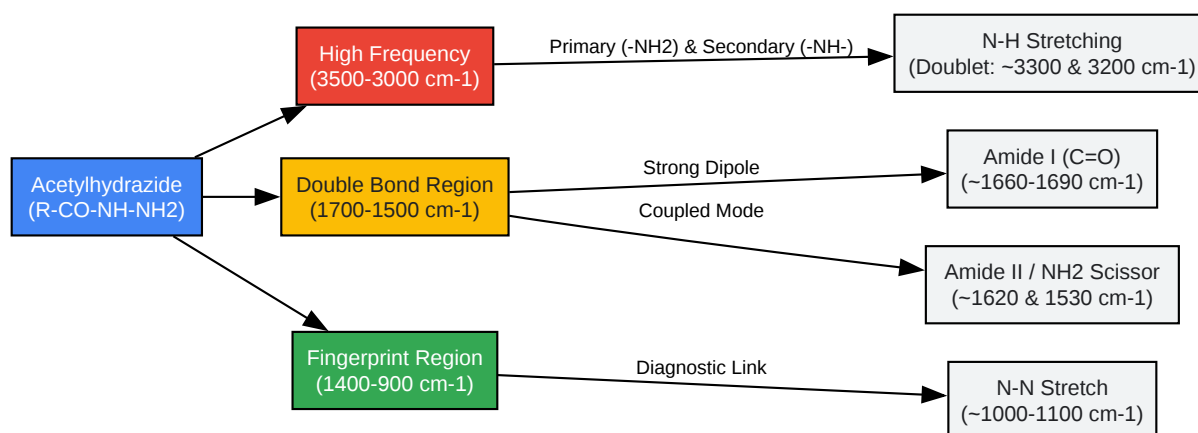 High Frequency
(3500-3000 cm-1)
Primary (-NH2) & Secondary (-NH-)
N-H Stretching
(Doublet: ~3300 & 3200 cm-1)
Acetylhydrazide
(R-CO-NH-NH2)
Double Bond Region
(1700-1500 cm-1)
Strong Dipole
Amide I (C=O)
(~1660-1690 cm-1)
Coupled Mode
Amide II / NH2 Scissor
(~1620 & 1530 cm-1)
Fingerprint Region
(1400-900 cm-1)
Diagnostic Link
N-N Stretch
(~1000-1100 cm-1)